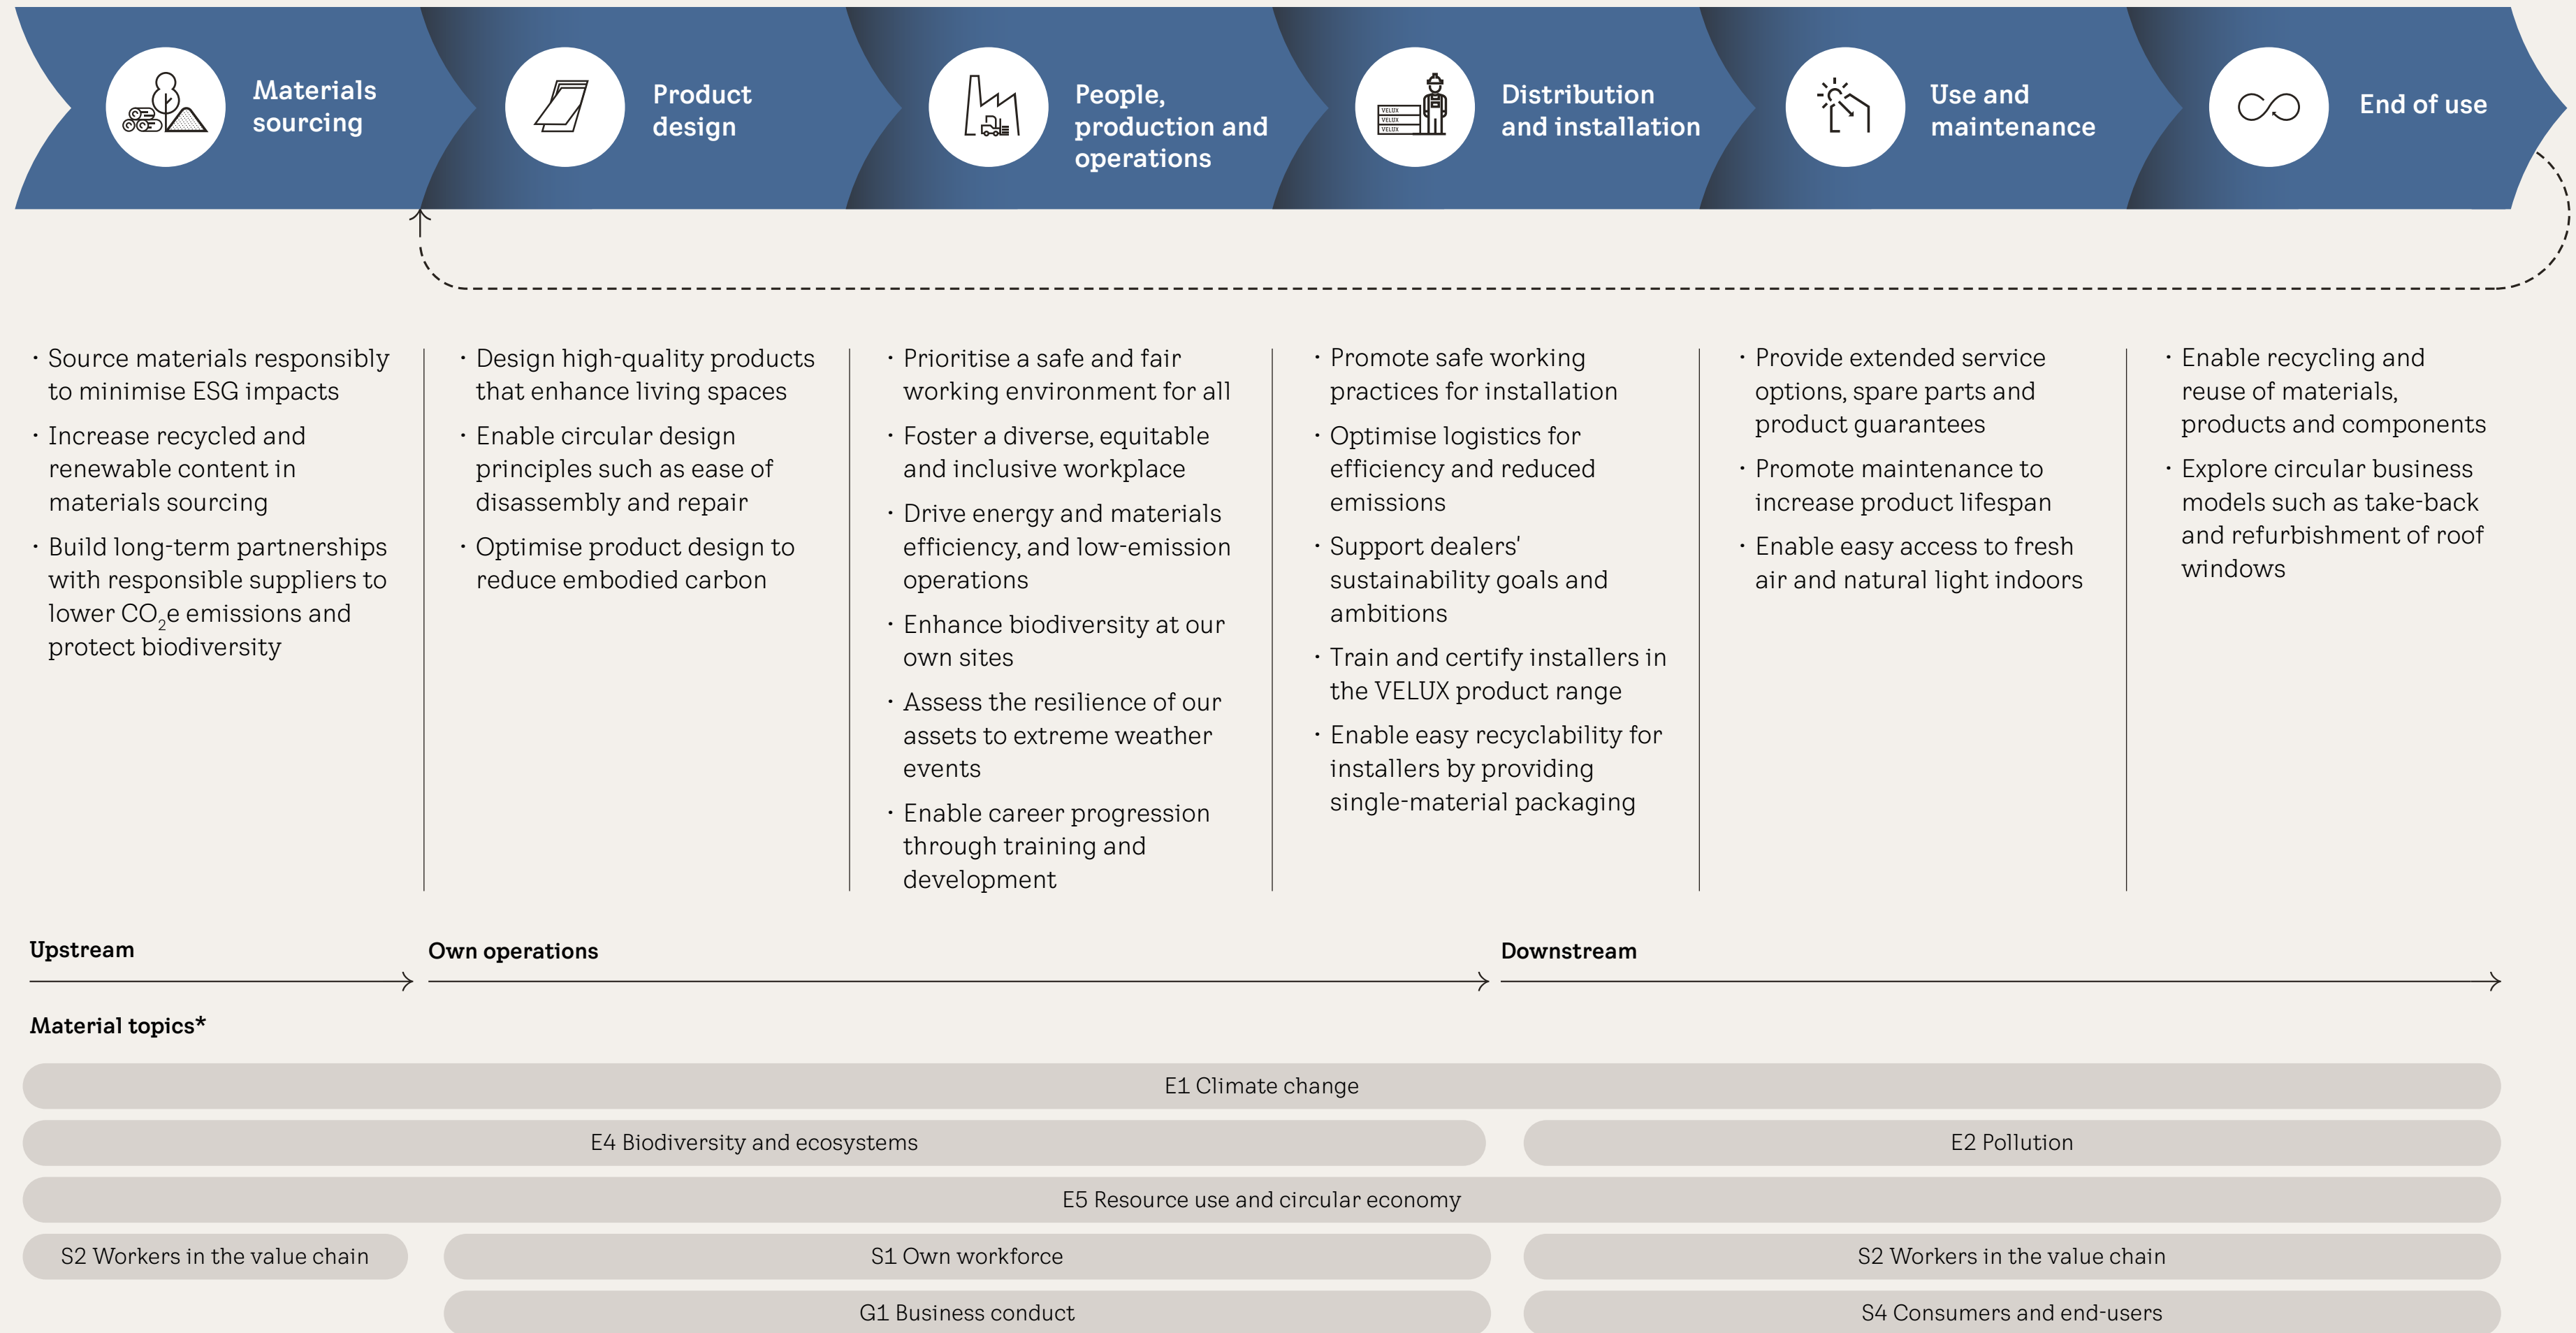 Materials
sourcing
Product
design
People,
production and
operations
VELUX
VELUX
VELUX
Distribution
and installation
Use and
maintenance
End of use
· Source materials responsibly
to minimise ESG impacts
· Increase recycled and
renewable content in
materials sourcing
· Build long-term partnerships
with responsible suppliers to
lower CO₂e emissions and
protect biodiversity
· Design high-quality products
that enhance living spaces
· Enable circular design
principles such as ease of
disassembly and repair
· Optimise product design to
reduce embodied carbon
· Prioritise a safe and fair
working environment for all
· Foster a diverse, equitable
and inclusive workplace
· Drive energy and materials
efficiency, and low-emission
operations
· Enhance biodiversity at our
own sites
· Assess the resilience of our
assets to extreme weather
events
· Enable career progression
through training and
development
· Promote safe working
practices for installation
· Optimise logistics for
efficiency and reduced
emissions
· Support dealers'
sustainability goals and
ambitions
· Train and certify installers in
the VELUX product range
· Enable easy recyclability for
installers by providing
single-material packaging
· Provide extended service
options, spare parts and
product guarantees
· Promote maintenance to
increase product lifespan
· Enable easy access to fresh
air and natural light indoors
· Enable recycling and
reuse of materials,
products and components
· Explore circular business
models such as take-back
and refurbishment of roof
windows
Upstream
Own operations
Downstream
Material topics*
E1 Climate change
E4 Biodiversity and ecosystems
E2 Pollution
E5 Resource use and circular economy
S2 Workers in the value chain
S1 Own workforce
S2 Workers in the value chain
G1 Business conduct
S4 Consumers and end-users